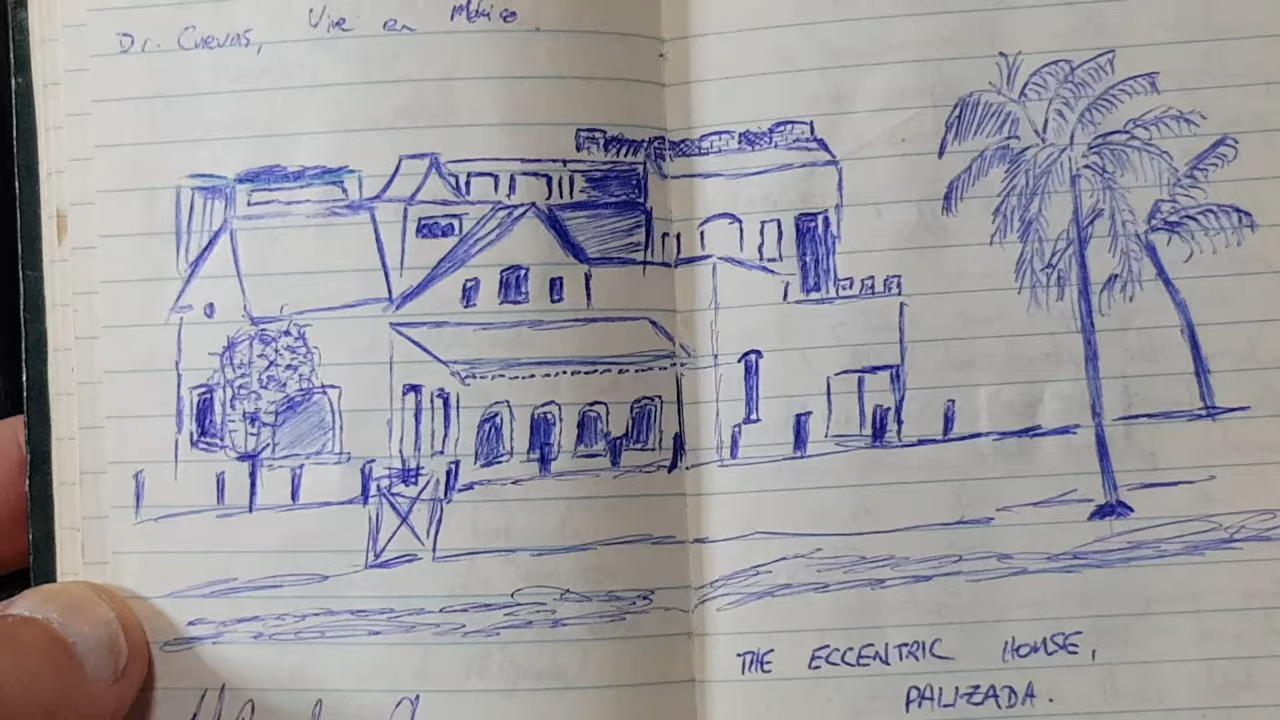 Dr. Cuevas, Vive en México.
THE ECCENTRIC HOUSE,
PALIZADA.